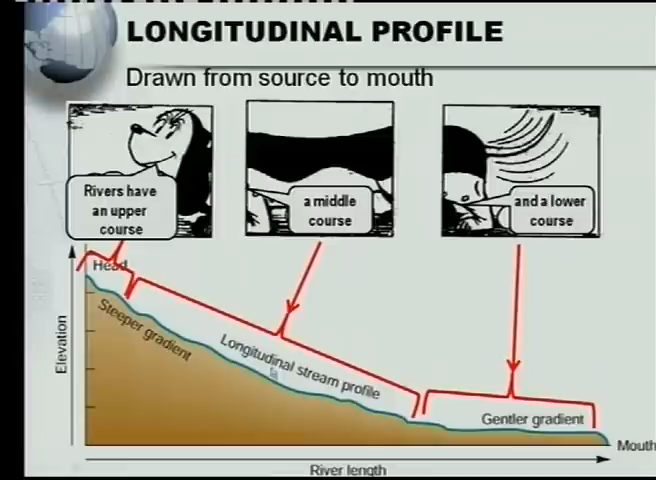 LONGITUDINAL PROFILE
Drawn from source to mouth
Rivers have
an upper
course
a middle
course
and a lower
course
Head
Steeper gradient
Longitudinal stream profile
Gentler gradient
Elevation
Mouth
River length